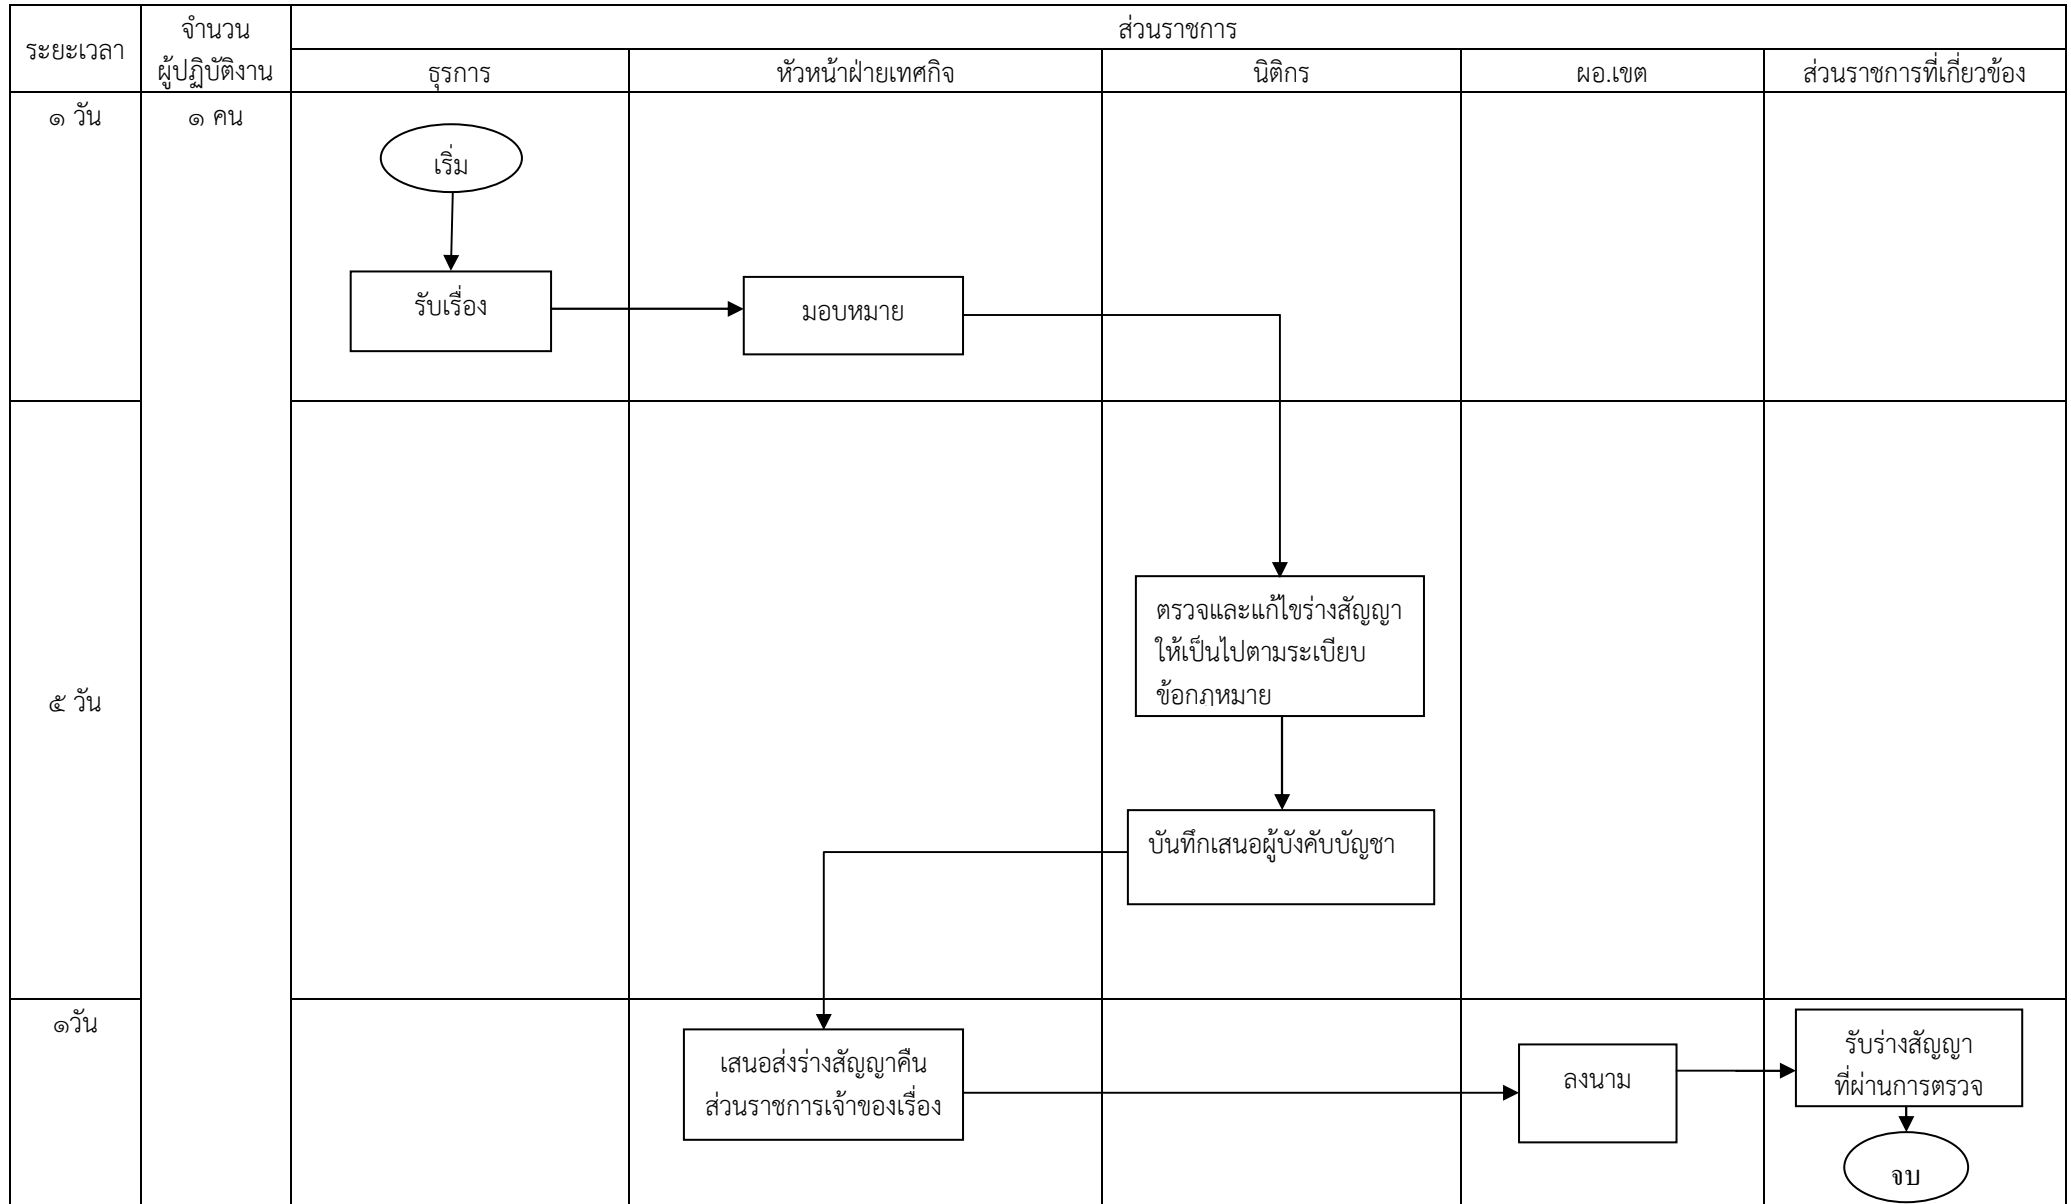 ระยะเวลา
จำนวน
ผู้ปฏิบัติงาน
ส่วนราชการ
ธุรการ
หัวหน้าฝ่ายเทศกิจ
นิติกร
ผอ.เขต
ส่วนราชการที่เกี่ยวข้อง
๑ วัน
๑ คน
เริ่ม
รับเรื่อง
มอบหมาย
๕ วัน
ตรวจและแก้ไขร่างสัญญา
ให้เป็นไปตามระเบียบ
ข้อกฎหมาย
บันทึกเสนอผู้บังคับบัญชา
๑วัน
เสนอส่งร่างสัญญาคืน
ส่วนราชการเจ้าของเรื่อง
ลงนาม
รับร่างสัญญา
ที่ผ่านการตรวจ
จบ